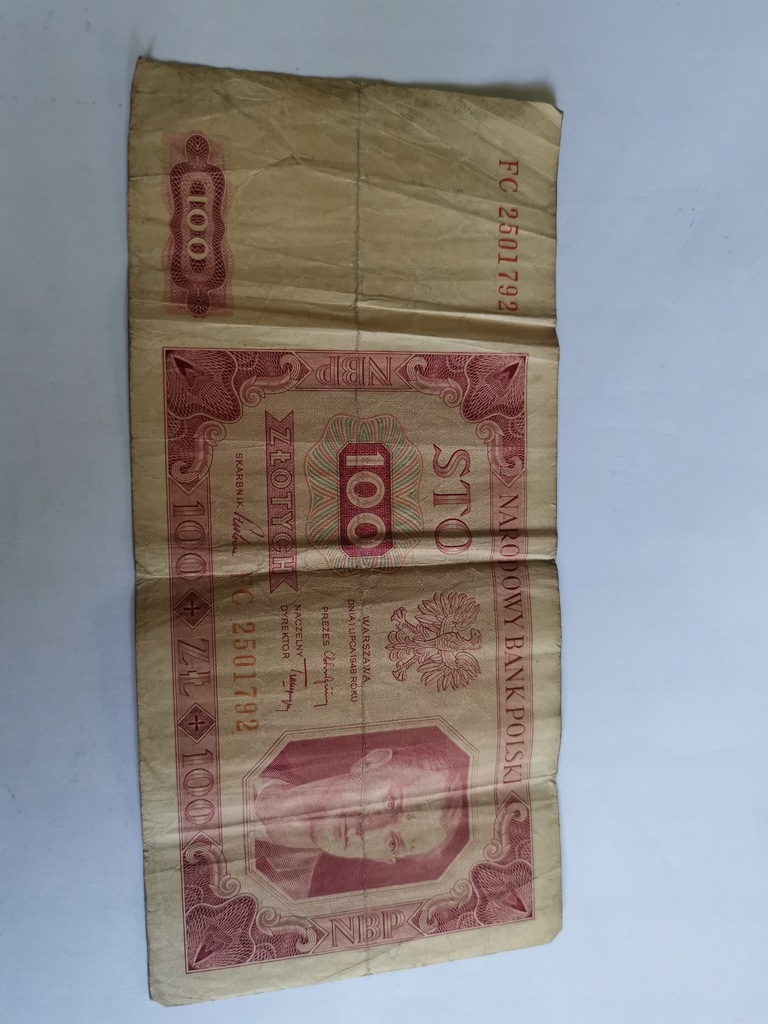 FC 2501792
100
NBP
NARODOWY BANK POLSKI
STO
100
ZŁOTYCH
WARSZAWA
DNIA 1 LIPCA 1948 ROKU
PREZES
NACZELNY
DYREKTOR
SKARBNIK
FC 2501792
100 ZŁ 100
NBP